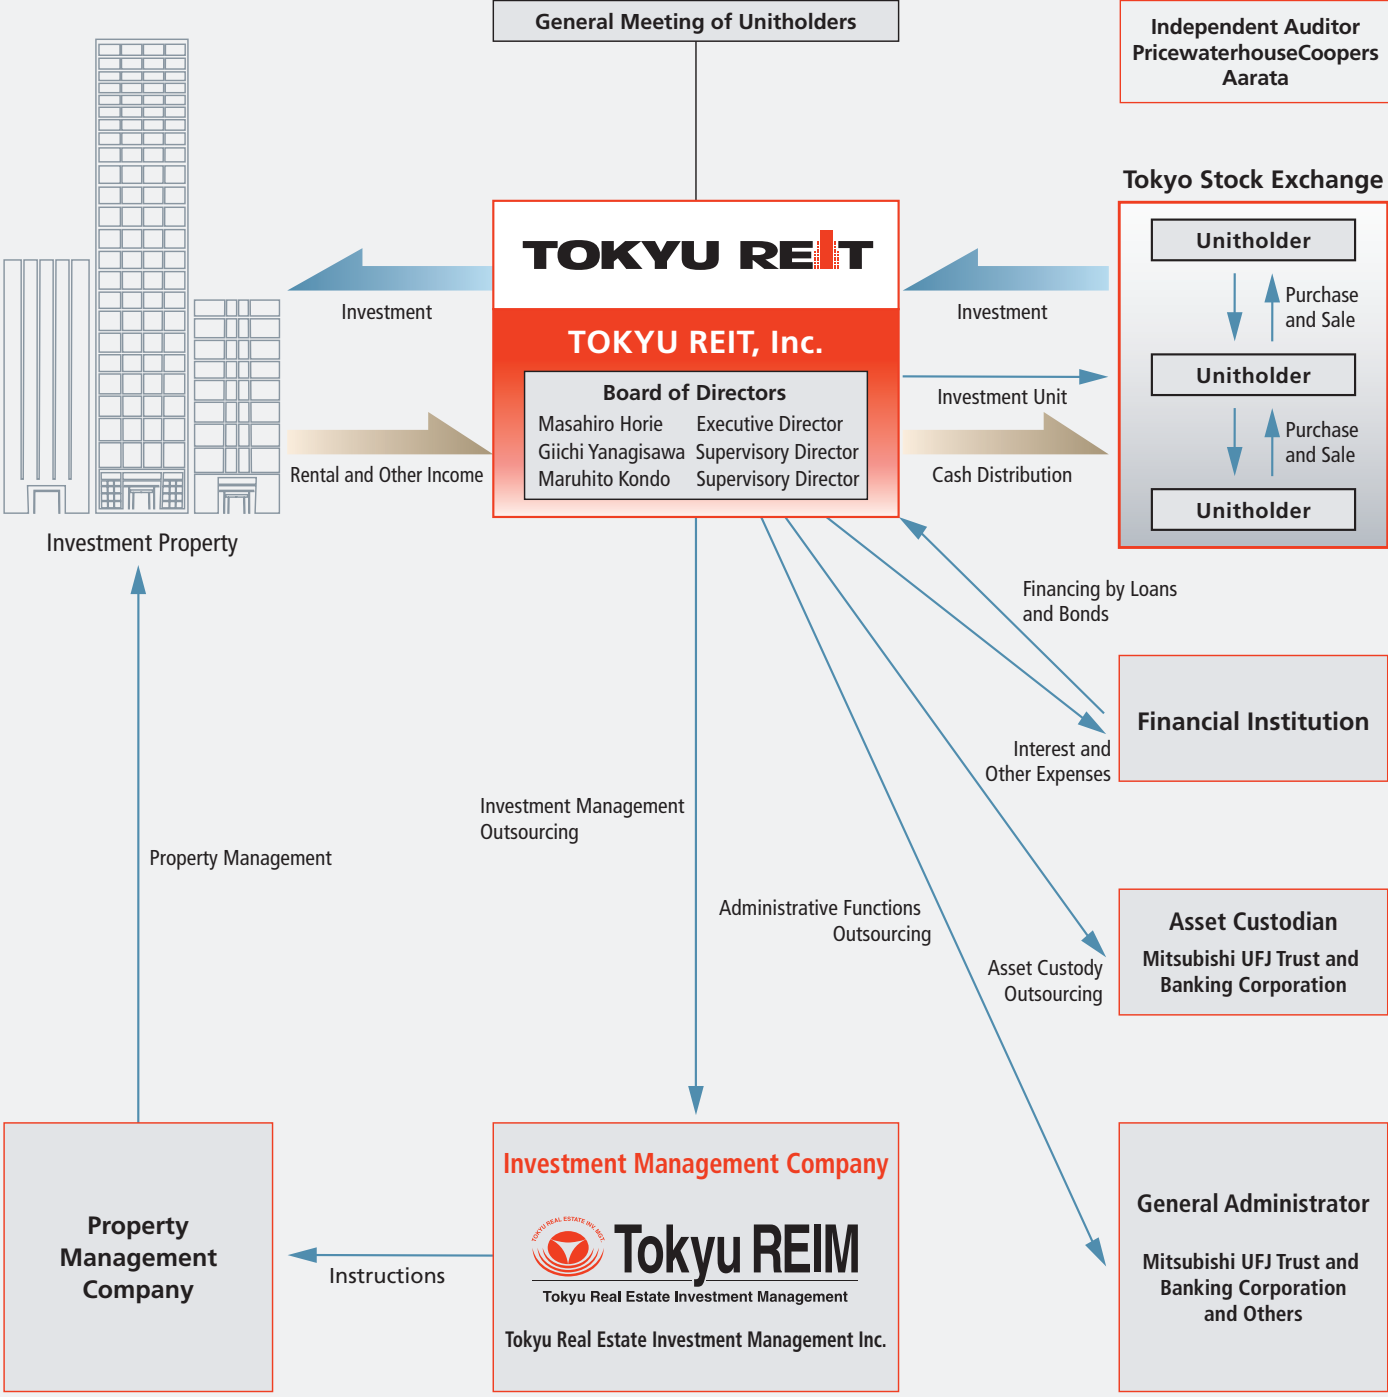 General Meeting of Unitholders
Independent Auditor
PricewaterhouseCoopers
Aarata
Tokyo Stock Exchange
Unitholder
Purchase
and Sale
Unitholder
Purchase
and Sale
Unitholder
TOKYU REIT
TOKYU REIT, Inc.
Board of Directors
Masahiro Horie Executive Director
Giichi Yanagisawa Supervisory Director
Maruhito Kondo Supervisory Director
Investment
Investment
Investment Unit
Rental and Other Income
Cash Distribution
Investment Property
Financing by Loans
and Bonds
Financial Institution
Interest and
Other Expenses
Investment Management
Outsourcing
Property Management
Administrative Functions
Outsourcing
Asset Custody
Outsourcing
Asset Custodian
Mitsubishi UFJ Trust and
Banking Corporation
Property
Management
Company
Instructions
Investment Management Company
TOKYU REAL ESTATE INV. MGT.
Tokyu REIM
Tokyu Real Estate Investment Management
Tokyu Real Estate Investment Management Inc.
General Administrator
Mitsubishi UFJ Trust and
Banking Corporation
and Others